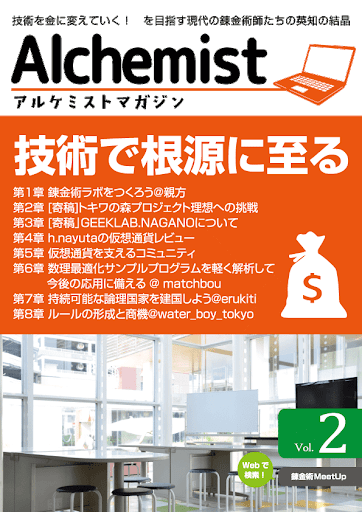 技術を金に変えていく！　を目指す現代の錬金術師たちの英知の結晶
Alchemist
アルケミストマガジン
技術で根源に至る
第1章 錬金術ラボをつくろう@親方
第2章 [寄稿]トキワの森プロジェクト理想への挑戦
第3章 [寄稿]GEEKLAB.NAGANOについて
第4章 h.nayutaの仮想通貨レビュー
第5章 仮想通貨を支えるコミュニティ
第6章 数理最適化サンプルプログラムを軽く解析して
今後の応用に備える @ matchbou
第7章 持続可能な論理国家を建国しよう@erukiti
第8章 ルールの形成と商機@water_boy_tokyo
$
Vol. 2
Webで
検索！
錬金術MeetUp